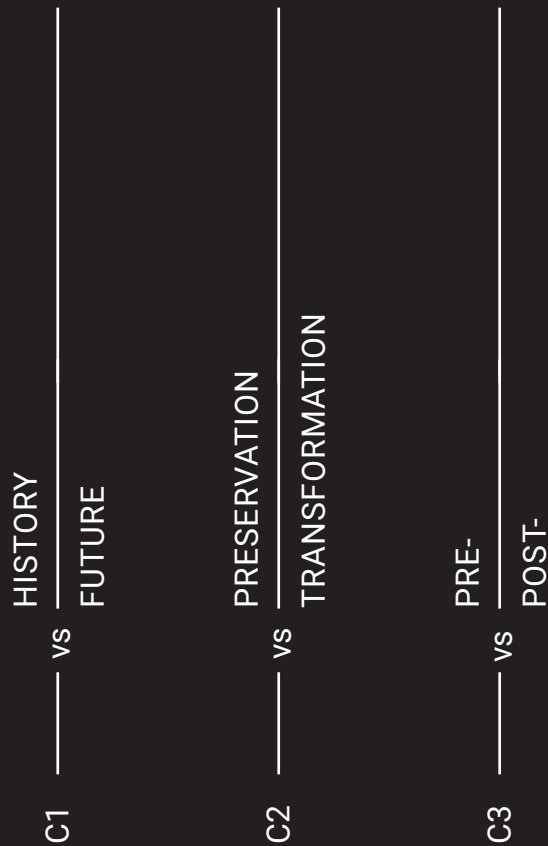 C1
vs
HISTORY
FUTURE
C2
vs
PRESERVATION
TRANSFORMATION
C3
vs
PRE-
POST-